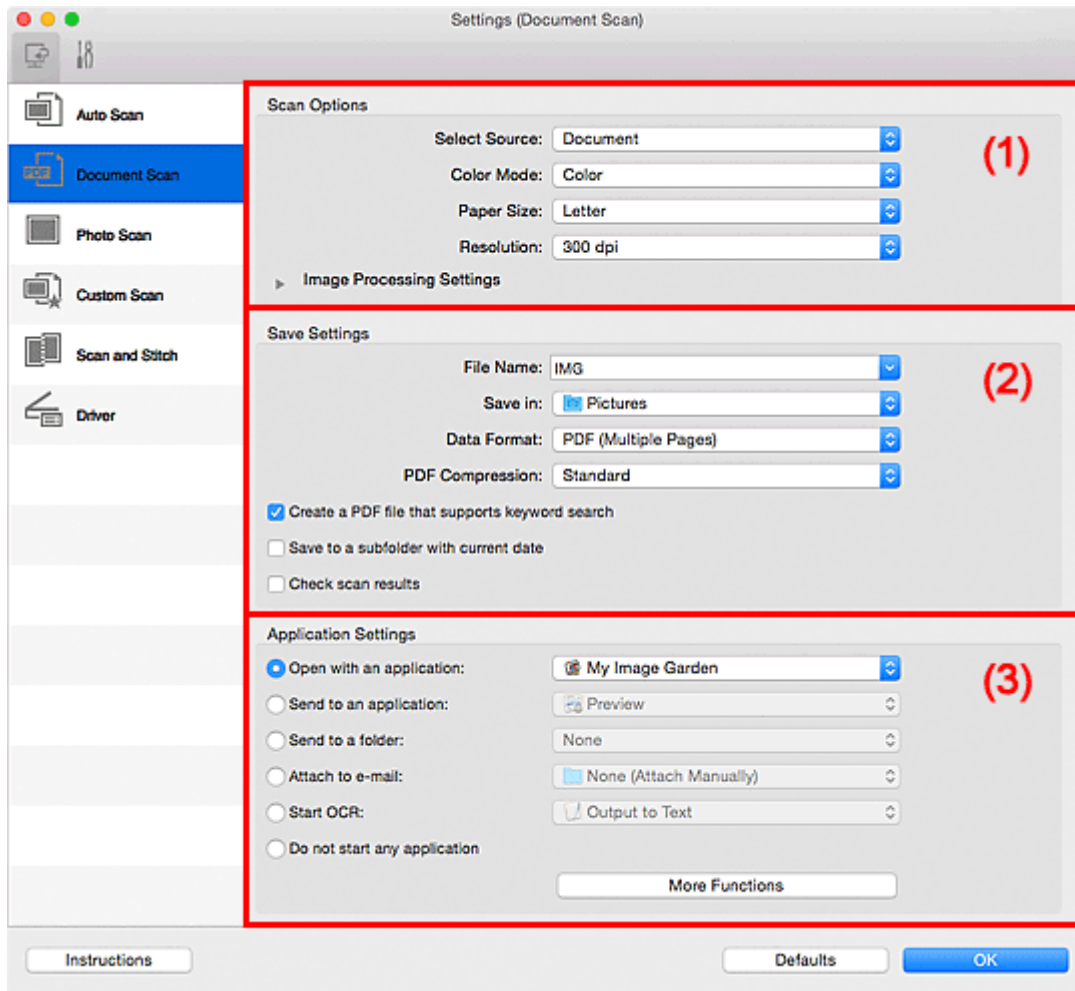 Settings (Document Scan)
Auto Scan
PDF
Document Scan
Photo Scan
Custom Scan
Scan and Stitch
Driver
Scan Options
(1)
Select Source: Document
Color Mode: Color
Paper Size: Letter
Resolution: 300 dpi
Image Processing Settings
Save Settings
(2)
File Name: IMG
Save in: Pictures
Data Format: PDF (Multiple Pages)
PDF Compression: Standard
Create a PDF file that supports keyword search
Save to a subfolder with current date
Check scan results
Application Settings
(3)
Open with an application: My Image Garden
Send to an application: Preview
Send to a folder: None
Attach to e-mail: None (Attach Manually)
Start OCR: Output to Text
Do not start any application
More Functions
Instructions Defaults OK